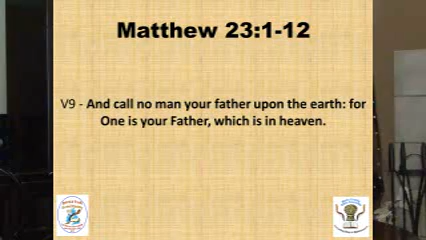 Matthew 23:1-12
V9 - And call no man your father upon the earth: for
One is your Father, which is in heaven.